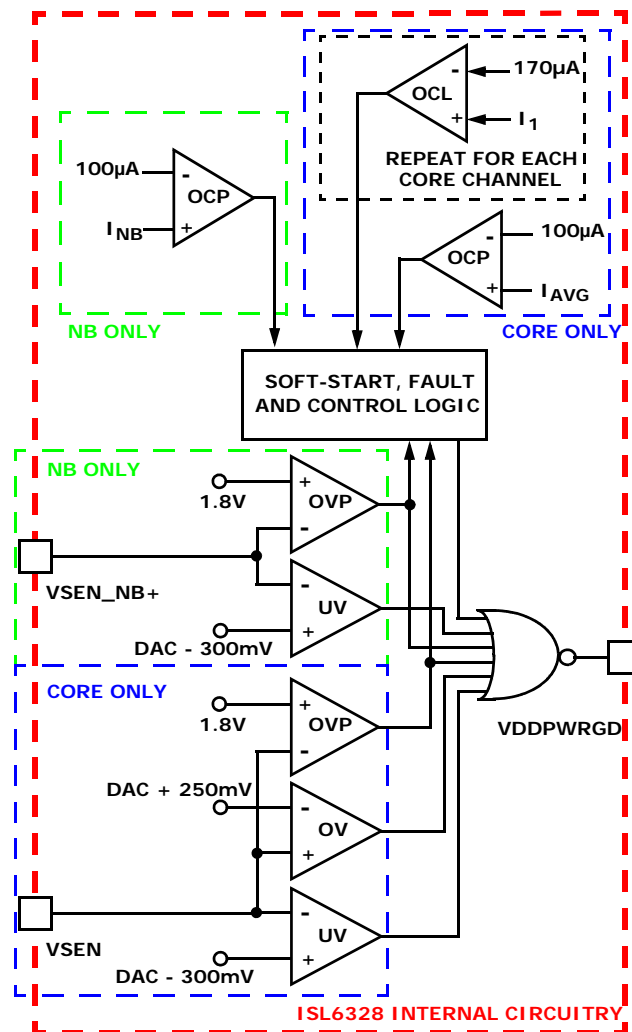 -
170µA
OCL
+
I1
REPEAT FOR EACH
CORE CHANNEL
100µA
-
OCP
INB
+
-
100µA
OCP
+
IAVG
NB ONLY
CORE ONLY
SOFT-START, FAULT
AND CONTROL LOGIC
NB ONLY
+
1.8V
OVP
-
VSEN_NB+
-
UV
DAC - 300mV
+
CORE ONLY
+
1.8V
OVP
-
VDDPWRGD
DAC + 250mV
-
OV
+
-
VSEN
UV
DAC - 300mV
+
ISL6328 INTERNAL CIRCUITRY